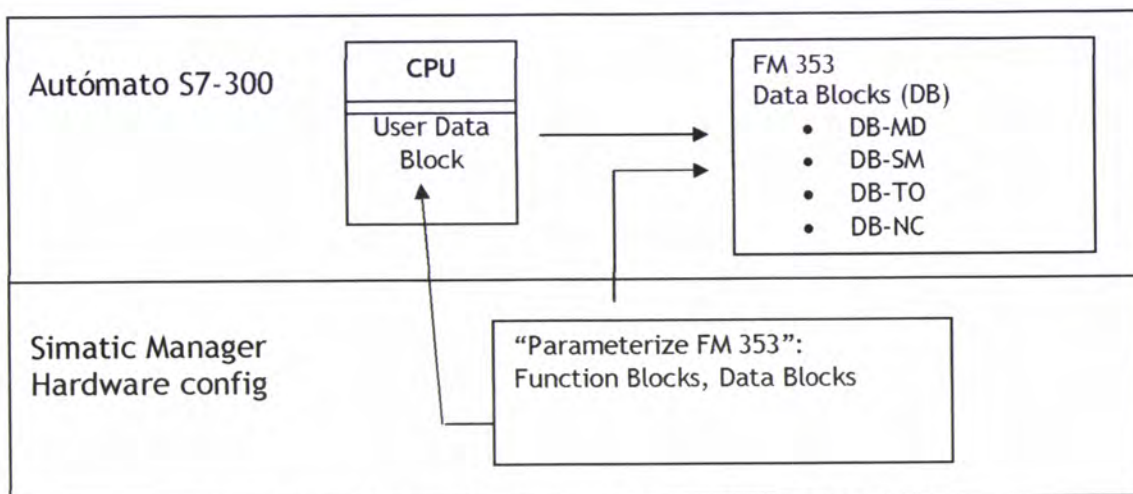 Autómato S7-300
CPU
User Data
Block
FM 353
Data Blocks (DB)
• DB-MD
• DB-SM
• DB-TO
• DB-NC
Simatic Manager
Hardware config
“Parameterize FM 353”:
Function Blocks, Data Blocks